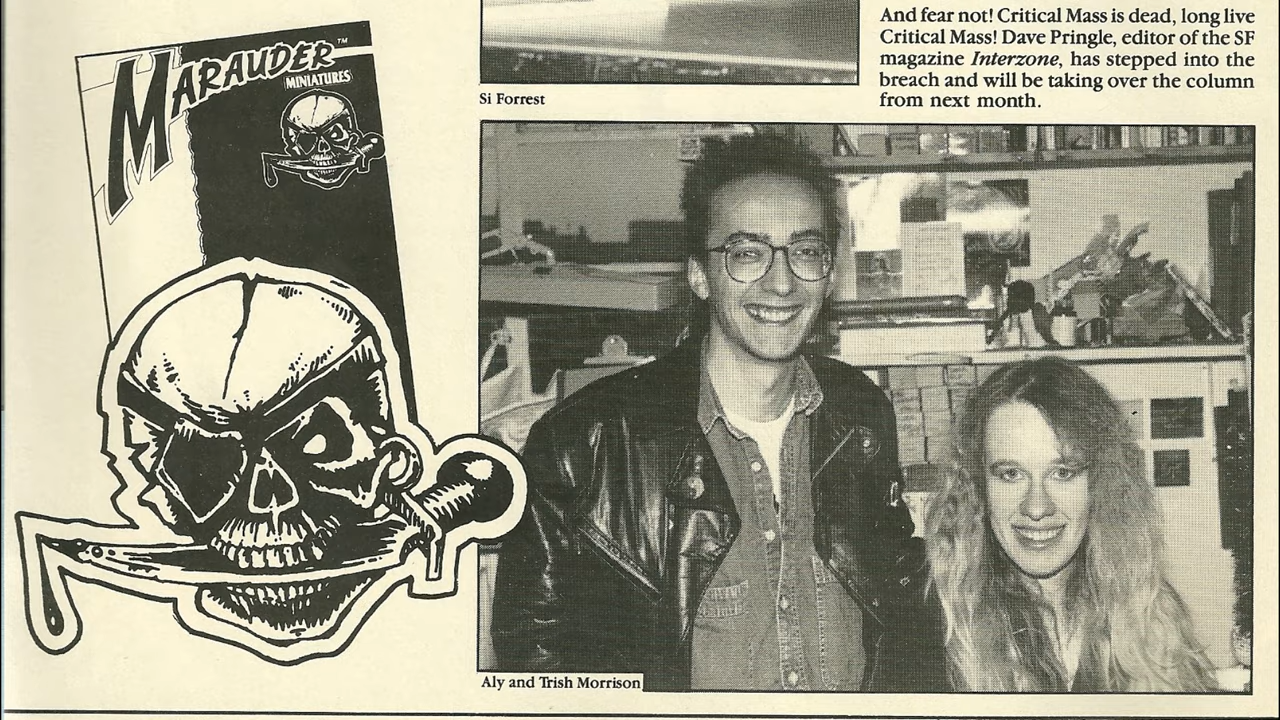 MARAUDER™
MINIATURES
Si Forrest
And fear not! Critical Mass is dead, long live
Critical Mass! Dave Pringle, editor of the SF
magazine Interzone, has stepped into the
breach and will be taking over the column
from next month.
Aly and Trish Morrison